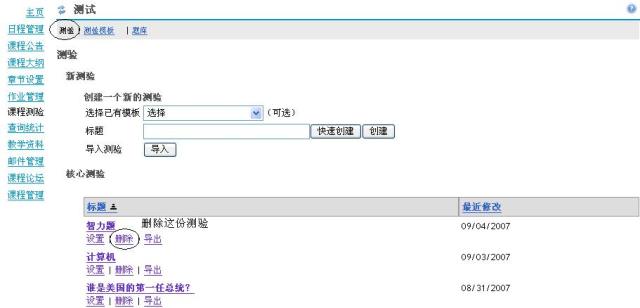 主页
日程管理
课程公告
课程大纲
章节设置
作业管理
课程测验
查询统计
教学资料
邮件管理
课程论坛
课程管理
测试
测验 | 测验模板 | 题库
测验
新测验
创建一个新的测验
选择已有模板 选择 (可选)
标题 快速创建 创建
导入测验 导入
核心测验
标题 最近修改
智力题 删除这份测验 09/04/2007
设置 | 删除 | 导出
计算机 09/03/2007
设置 | 删除 | 导出
谁是美国的第一任总统? 08/31/2007
设置 | 删除 | 导出